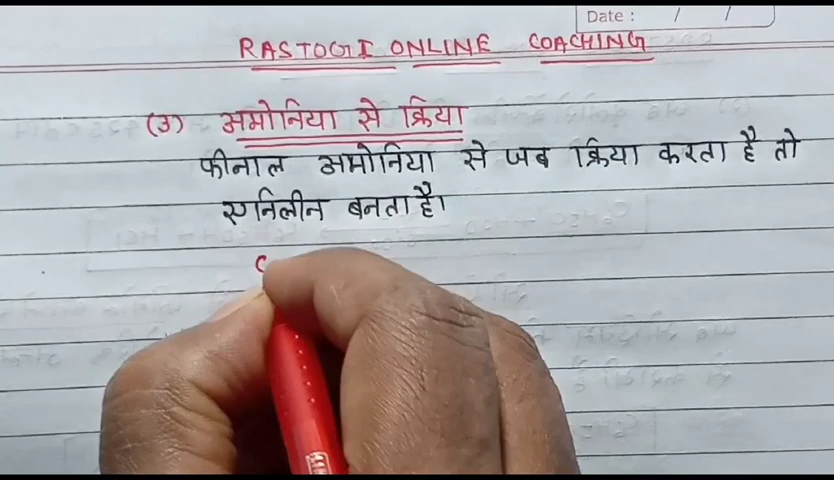 Date : / /
RASTOGI ONLINE COACHING
(3) अमोनिया से क्रिया
फीनाल अमोनिया से जब क्रिया करता है तो
एनिलीन बनता है।
C